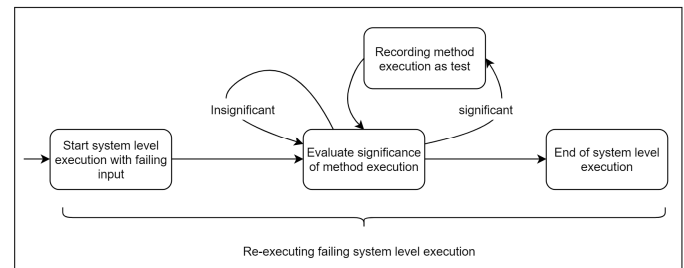 Recording method
execution as test
Insignificant
significant
Start system level
execution with failing
input
Evaluate significance
of method execution
End of system level
execution
Re-executing failing system level execution